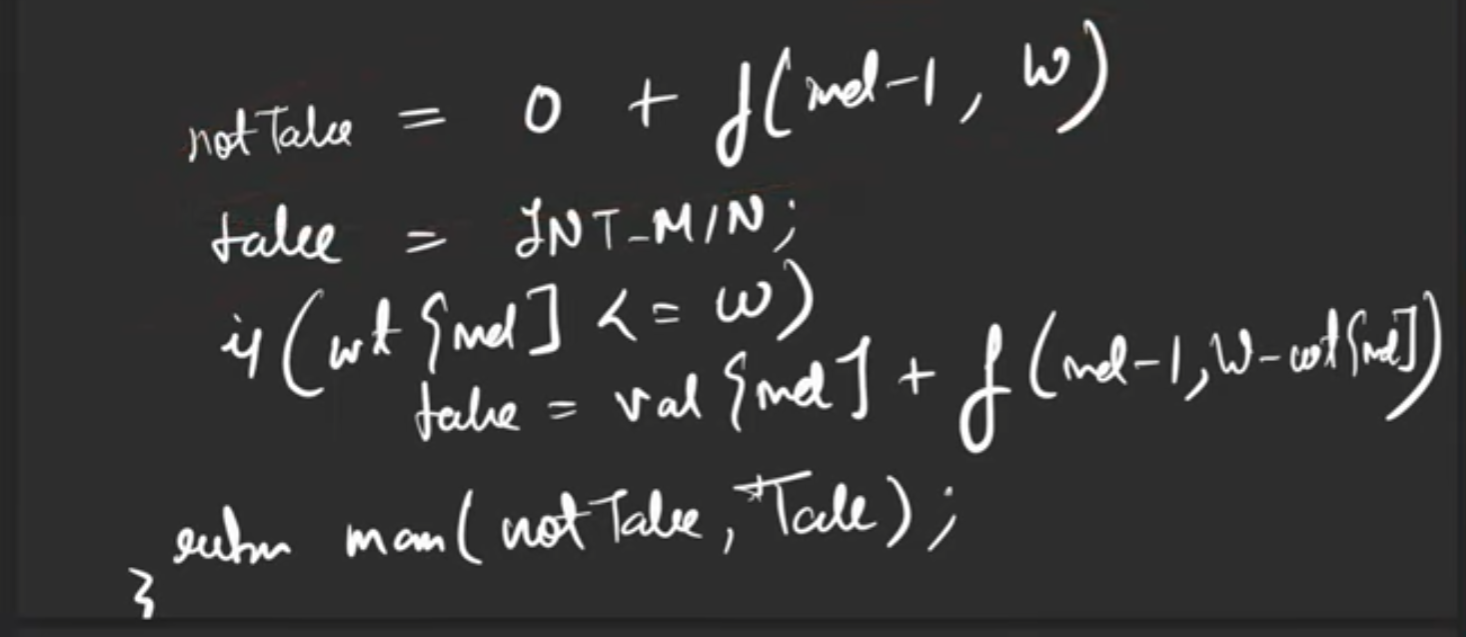 notTake = 0 + f(ind-1, W)
take = INT_MIN;
if(wt[ind] <= W)
take = val[ind] + f(ind-1, W-wt[ind])
return max(notTake, Take);
}